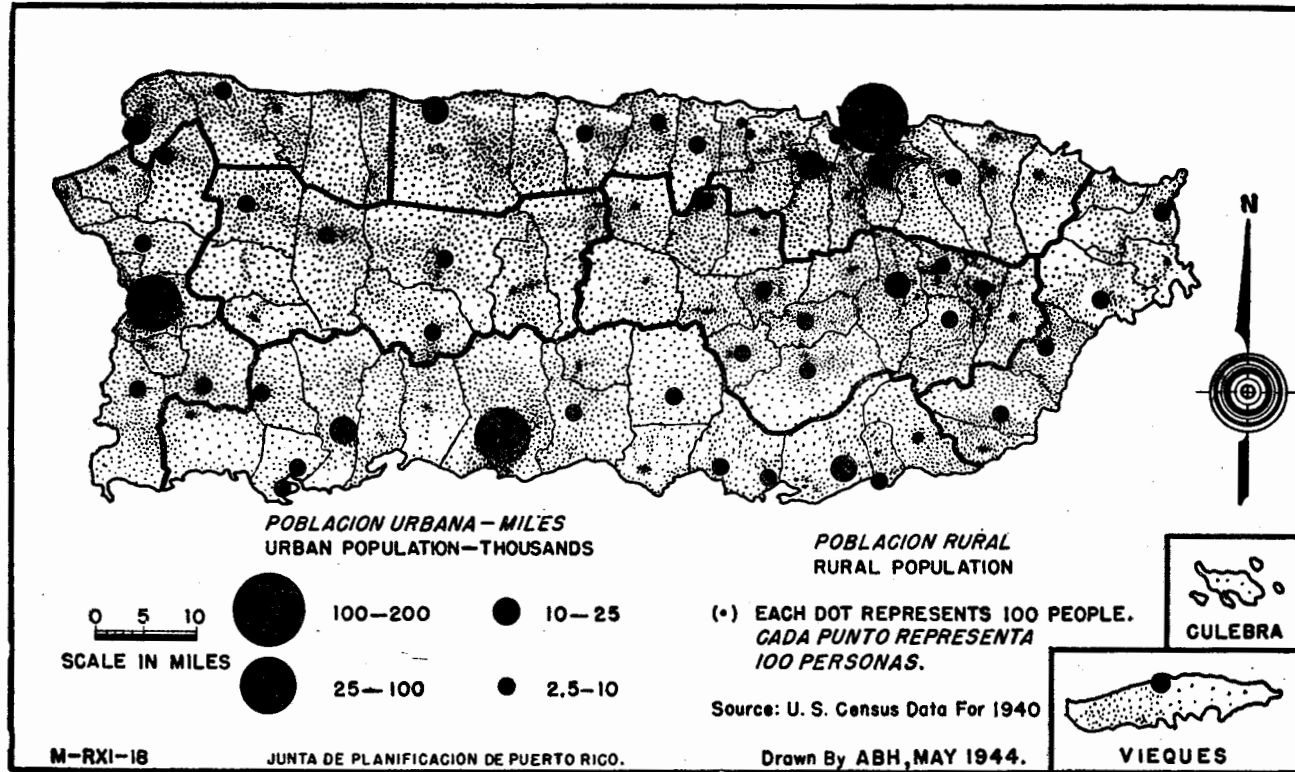 N
POBLACION URBANA—MILES
URBAN POPULATION—THOUSANDS
100—200
10—25
25—100
2.5—10
0 5 10
SCALE IN MILES
POBLACION RURAL
RURAL POPULATION
(•) EACH DOT REPRESENTS 100 PEOPLE.
CADA PUNTO REPRESENTA
100 PERSONAS.
Source: U. S. Census Data For 1940
CULEBRA
VIEQUES
M-RXI-18
JUNTA DE PLANIFICACION DE PUERTO RICO.
Drawn By ABH, MAY 1944.